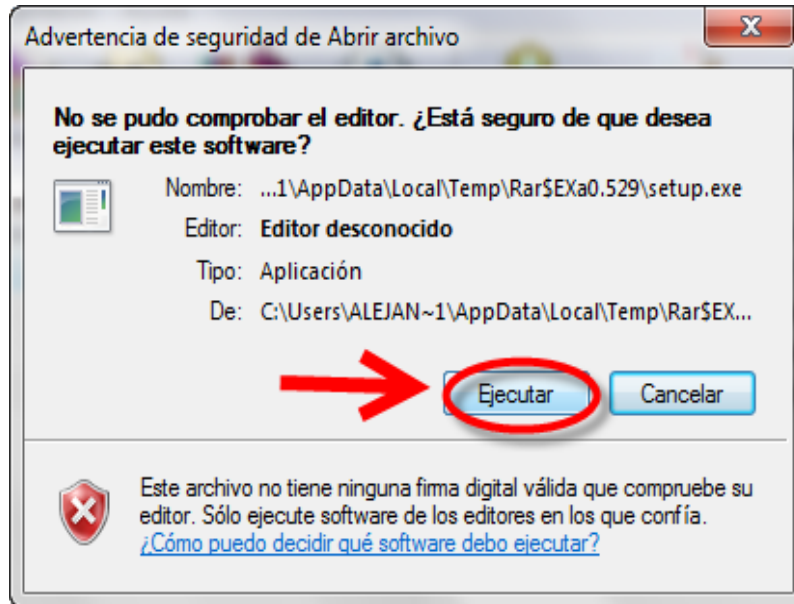 Advertencia de seguridad de Abrir archivo
No se pudo comprobar el editor. ¿Está seguro de que desea
ejecutar este software?
Nombre: ...1\AppData\Local\Temp\Rar$EXa0.529\setup.exe
Editor: Editor desconocido
Tipo: Aplicación
De: C:\Users\ALEJAN~1\AppData\Local\Temp\Rar$EX...
Ejecutar Cancelar
Este archivo no tiene ninguna firma digital válida que compruebe su
editor. Sólo ejecute software de los editores en los que confía.
¿Cómo puedo decidir qué software debo ejecutar?